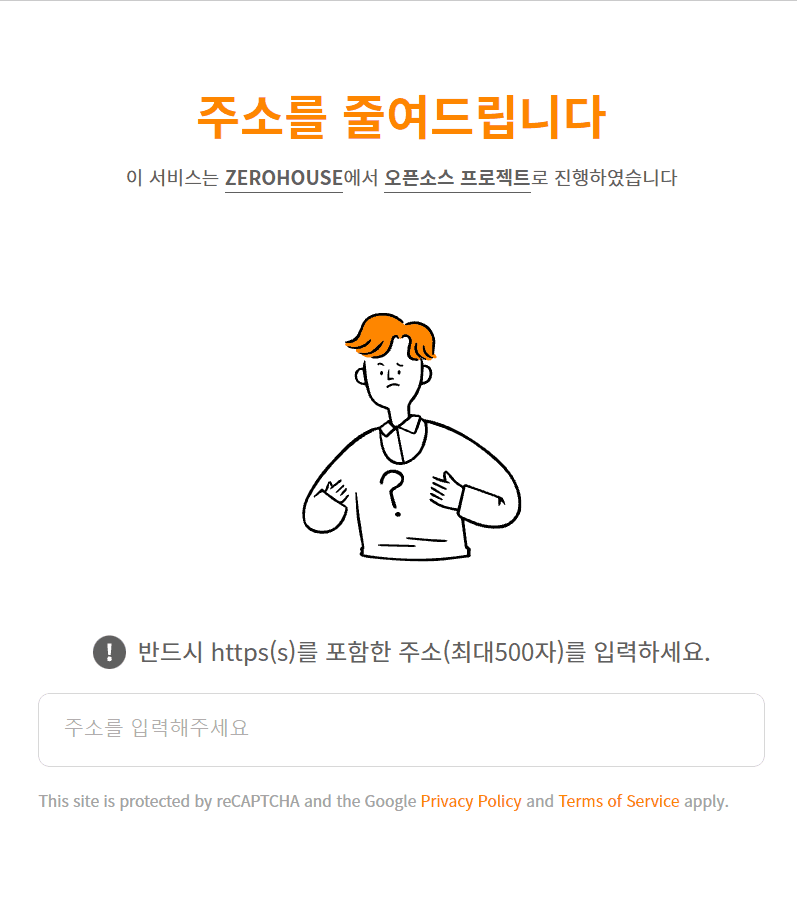 주소를 줄여드립니다
이 서비스는 ZEROHOUSE에서 오픈소스 프로젝트로 진행하였습니다
?
! 반드시 https(s)를 포함한 주소(최대500자)를 입력하세요.
주소를 입력해주세요
This site is protected by reCAPTCHA and the Google Privacy Policy and Terms of Service apply.